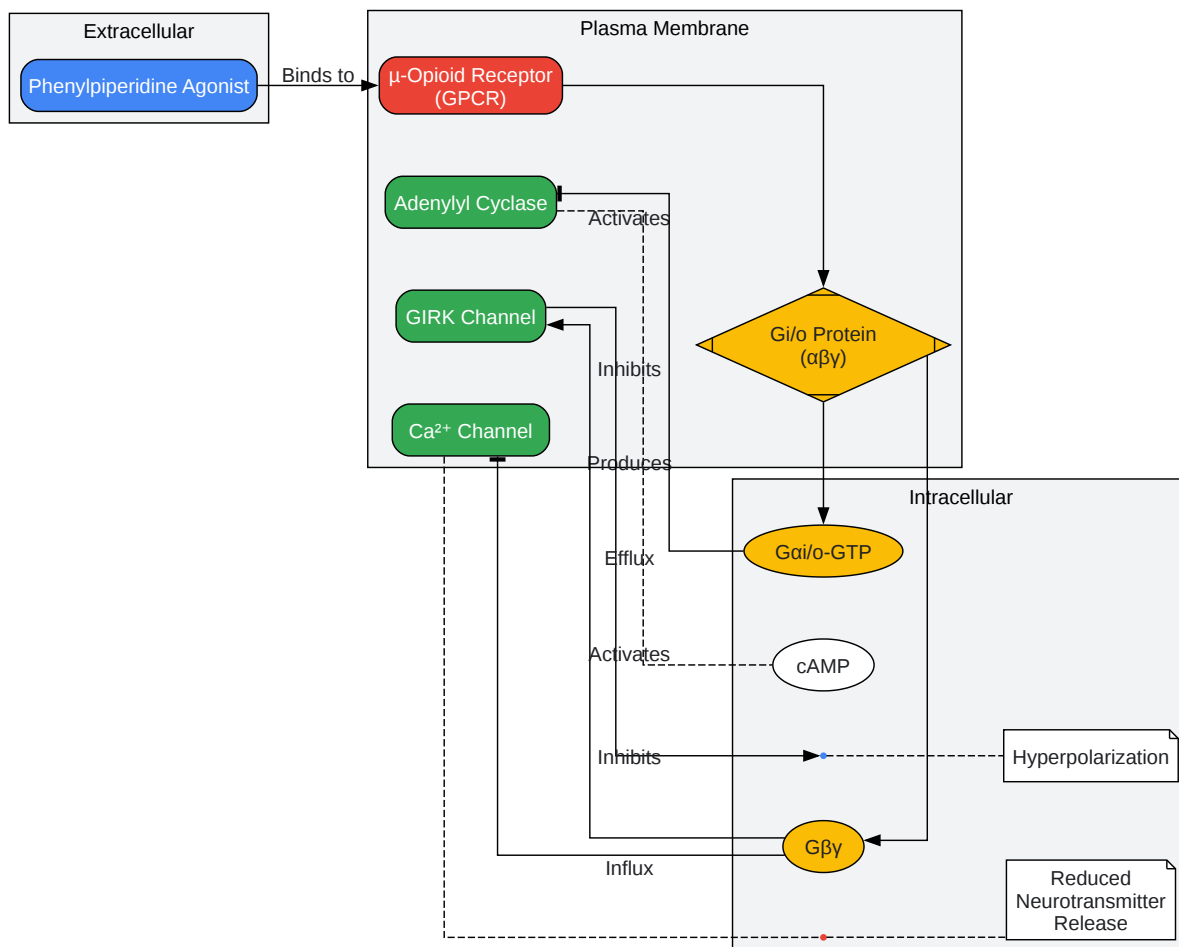 Extracellular
Plasma Membrane
Phenylpiperidine Agonist
Binds to
µ-Opioid Receptor
(GPCR)
Adenylyl Cyclase
Activates
GIRK Channel
Gi/o Protein
(αβγ)
Inhibits
Ca²⁺ Channel
Produces
Intracellular
Gαi/o-GTP
Efflux
Activates
cAMP
Inhibits
Hyperpolarization
Gβγ
Influx
Reduced
Neurotransmitter
Release